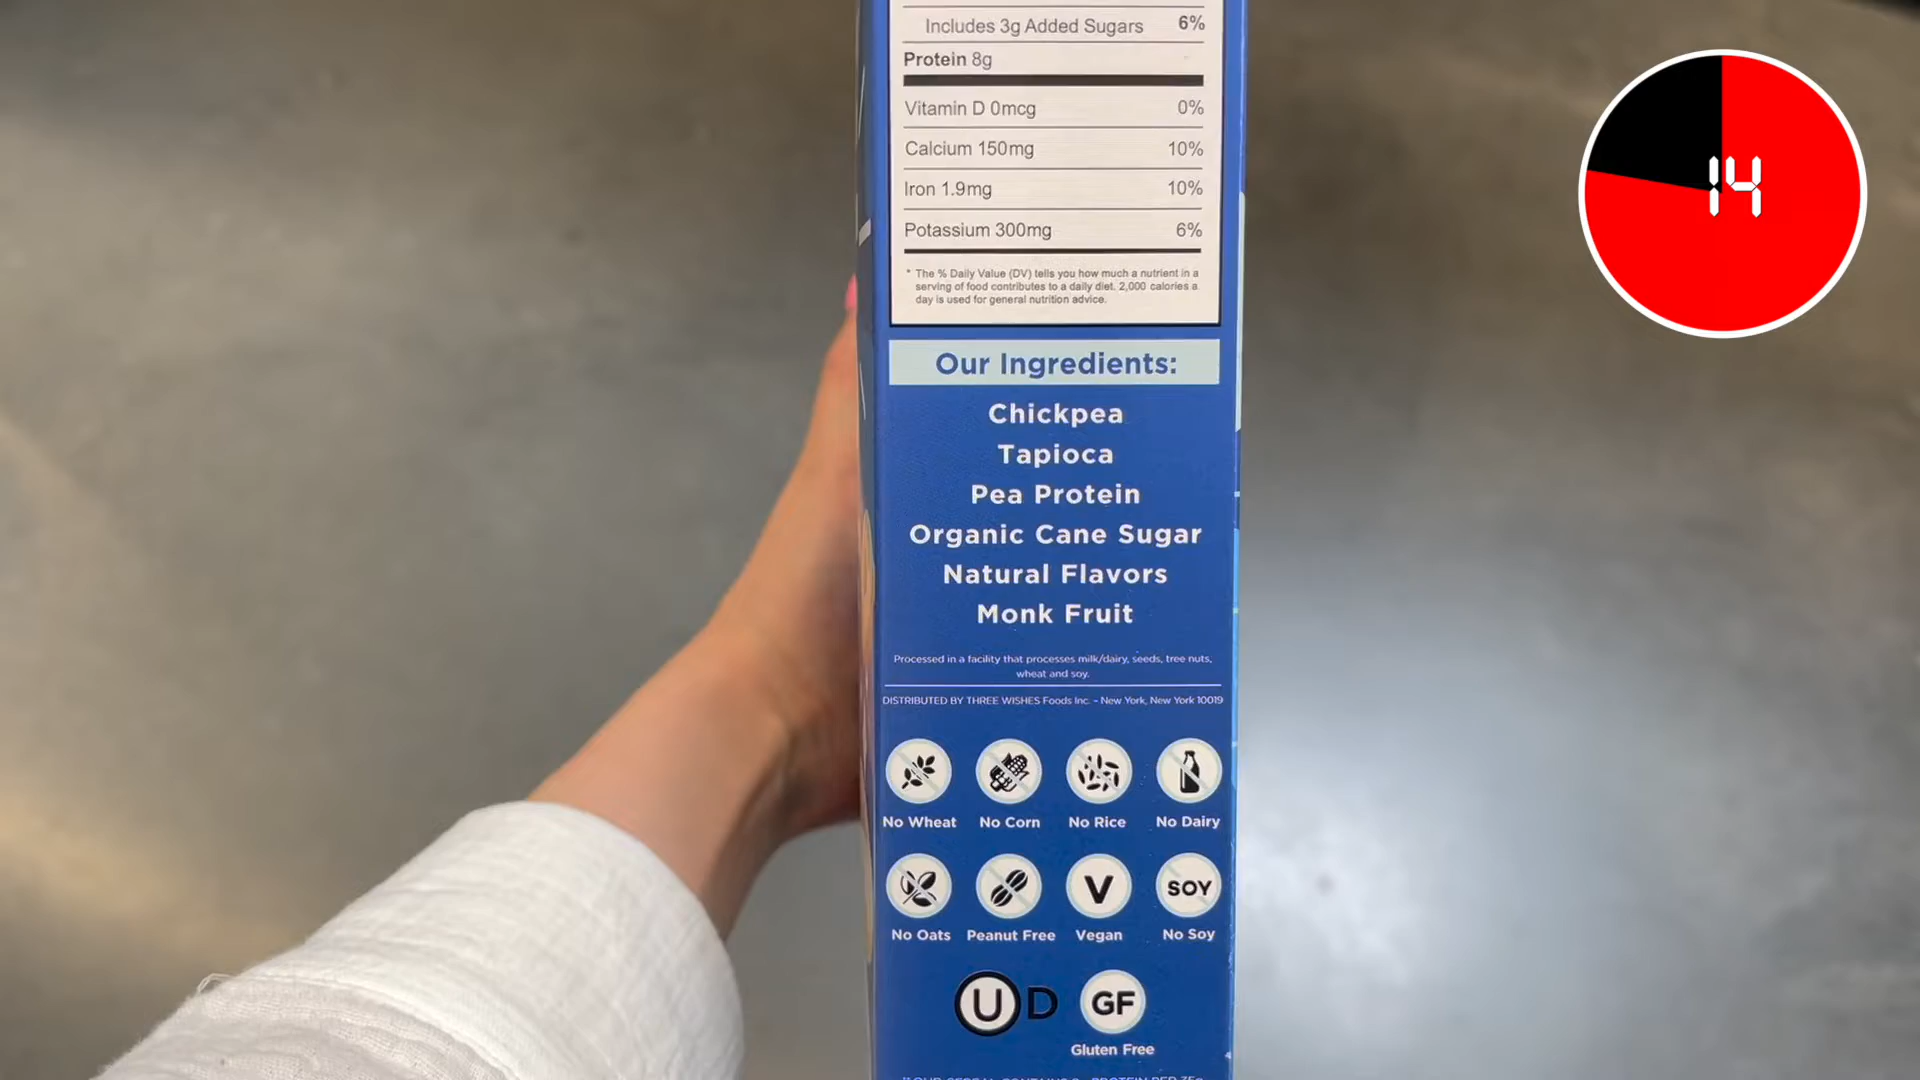 Includes 3g Added Sugars 6%
Protein 8g
Vitamin D 0mcg 0%
Calcium 150mg 10%
Iron 1.9mg 10%
Potassium 300mg 6%
* The % Daily Value (DV) tells you how much a nutrient in a
serving of food contributes to a daily diet. 2,000 calories a
day is used for general nutrition advice.
14
Our Ingredients:
Chickpea
Tapioca
Pea Protein
Organic Cane Sugar
Natural Flavors
Monk Fruit
Processed in a facility that processes milk/dairy, seeds, tree nuts,
wheat and soy.
DISTRIBUTED BY THREE WISHES Foods Inc. - New York, New York 10019
No Wheat No Corn No Rice No Dairy
V SOY
No Oats Peanut Free Vegan No Soy
U D GF
Gluten Free